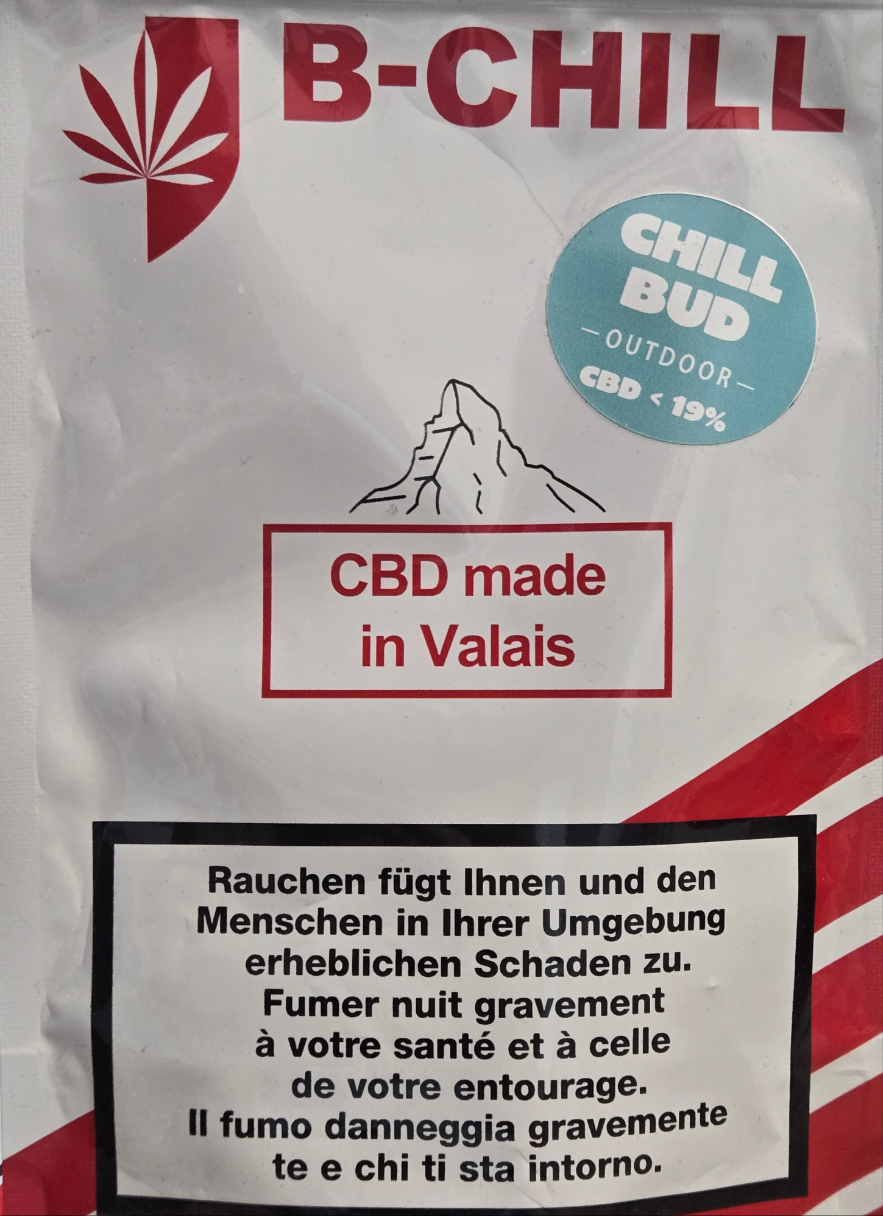 B-CHILL
CHILL
BUD
—OUTDOOR—
CBD < 19%
CBD made
in Valais
Rauchen fügt Ihnen und den
Menschen in Ihrer Umgebung
erheblichen Schaden zu.
Fumer nuit gravement
à votre santé et à celle
de votre entourage.
Il fumo danneggia gravemente
te e chi ti sta intorno.